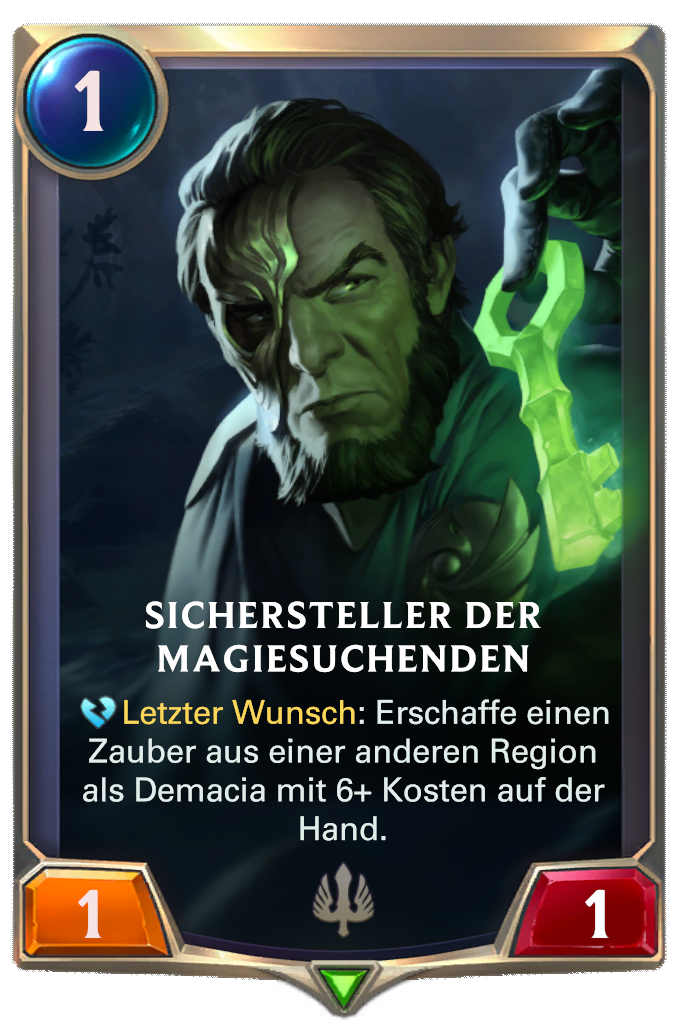 1
SICHERSTELLER DER
MAGIESUCHENDEN
Letzter Wunsch: Erschaffe einen
Zauber aus einer anderen Region
als Demacia mit 6+ Kosten auf der
Hand.
1
1